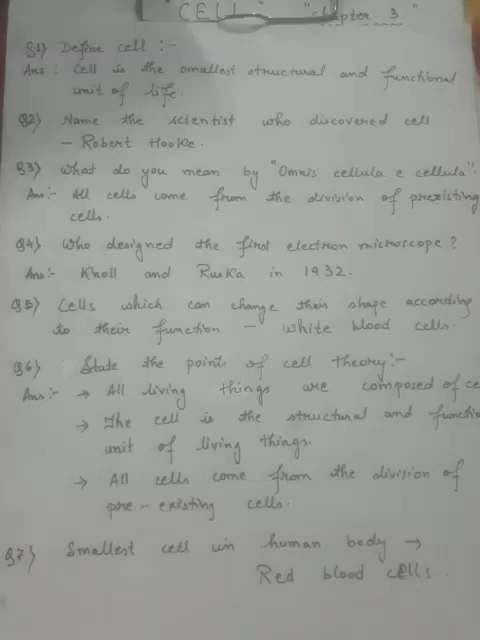 "CELL" "Chapter 3"
Q1) Define cell :-
Ans : Cell is the smallest structural and functional
unit of life.
Q2) Name the scientist who discovered cell
- Robert Hooke.
Q3) What do you mean by "Omnis cellula e cellula".
Ans:- All cells come from the division of prexisting
cells.
Q4) Who designed the first electron microscope?
Ans:- Knoll and Ruska in 1932.
Q5) Cells which can change their shape according
to their function - white blood cells.
Q6) State the points of cell theory:-
Ans:- → All living things are composed of ce
→ The cell is the structural and functio
unit of living things.
→ All cells come from the division of
pre-existing cells.
Q7) Smallest cell in human body →
Red blood cells.